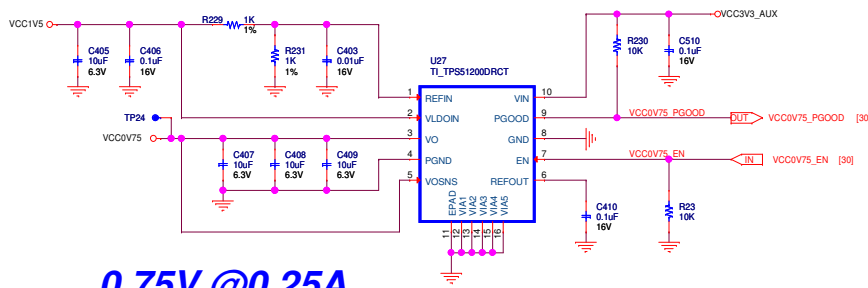 VCC1V5
R229
1K
1%
C405
10uF
6.3V
C406
0.1uF
16V
R231
1K
1%
C403
0.01uF
16V
VCC3V3_AUX
R230
10K
C510
0.1uF
16V
U27
TI_TPS51200DRCT
1 REFIN
VIN 10
2 VLDOIN
PGOOD 9
3 VO
GND 8
4 PGND
EN 7
5 VOSNS
REFOUT 6
EPAD
VIA1
VIA2
VIA3
VIA4
VIA5
11
12
13
14
15
16
TP24
VCC0V75
C407
10uF
6.3V
C408
10uF
6.3V
C409
10uF
6.3V
VCC0V75_PGOOD
OUT
VCC0V75_PGOOD [30
VCC0V75_EN
IN
VCC0V75_EN [30]
C410
0.1uF
16V
R23
10K
0.75V @0.25A